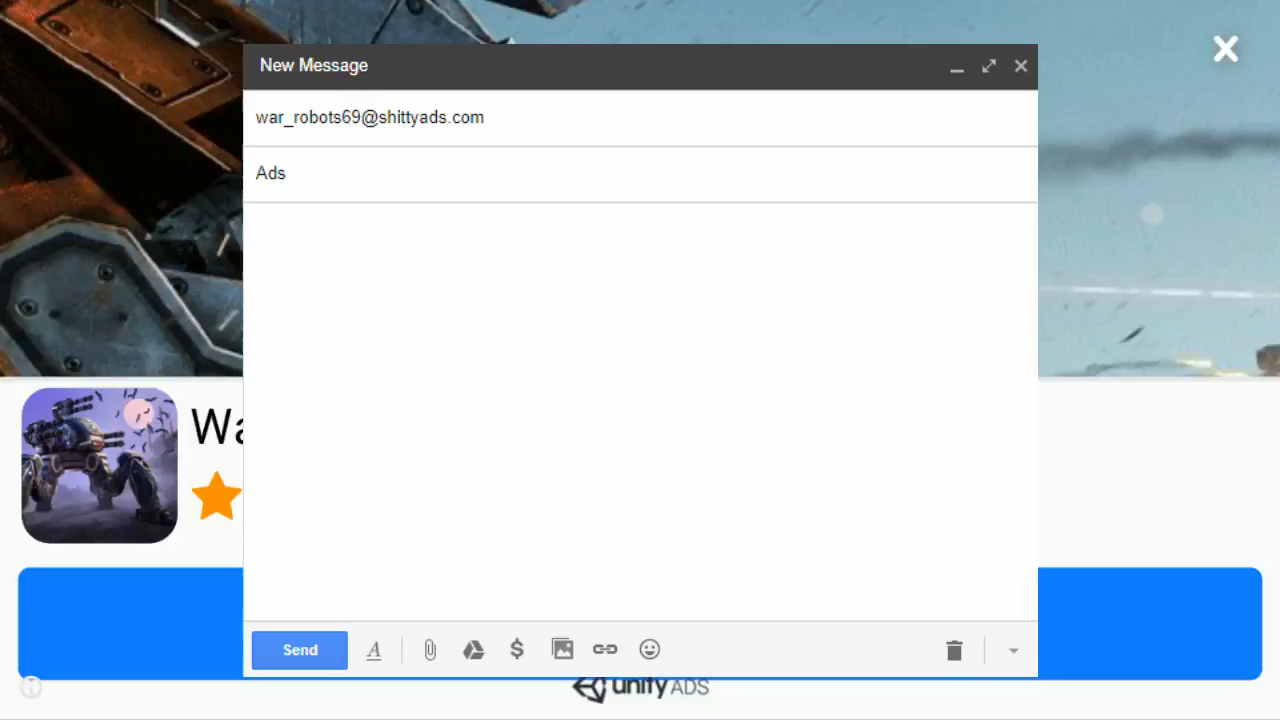 New Message
war_robots69@shittyads.com
Ads
Wa
Send
unity ADS